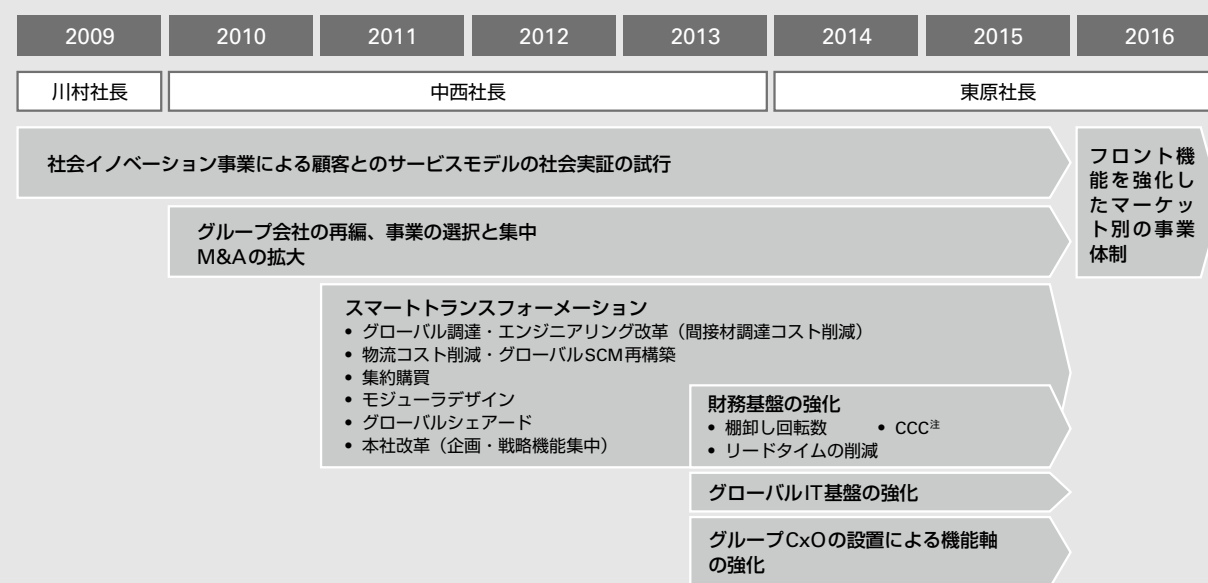 2009 2010 2011 2012 2013 2014 2015 2016
川村社長 中西社長 東原社長
社会イノベーション事業による顧客とのサービスモデルの社会実証の試行
フロント機
能を強化し
たマーケッ
ト別の事業
体制
グループ会社の再編、事業の選択と集中
M&Aの拡大
スマートトランスフォーメーション
• グローバル調達・エンジニアリング改革（間接材調達コスト削減）
• 物流コスト削減・グローバルSCM再構築
• 集約購買
• モジューラデザイン
• グローバルシェアード
• 本社改革（企画・戦略機能集中）
財務基盤の強化
• 棚卸し回転数 • CCC注
• リードタイムの削減
グローバルIT基盤の強化
グループCxOの設置による機能軸
の強化